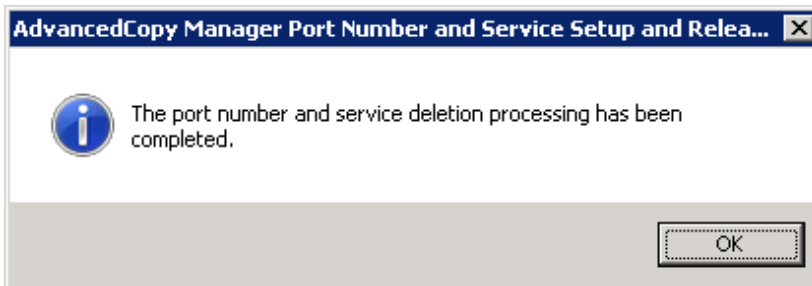 AdvancedCopy Manager Port Number and Service Setup and Relea...
The port number and service deletion processing has been
completed.
OK